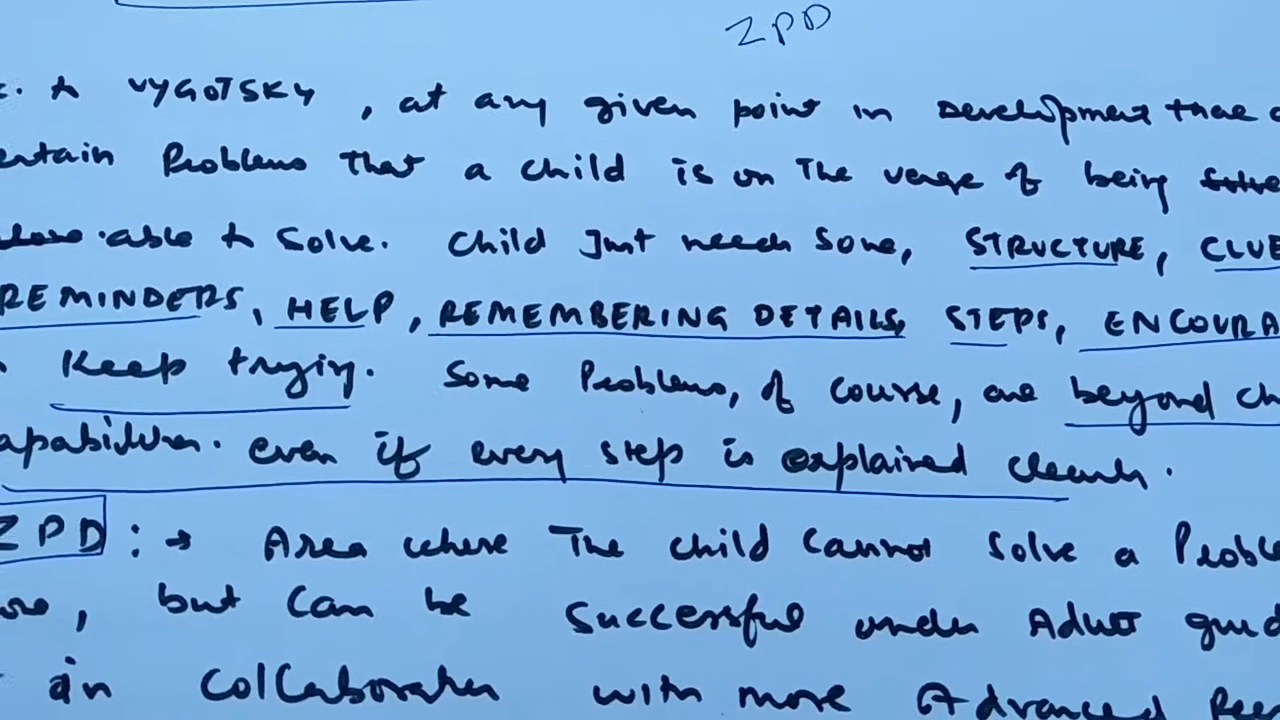 ZPD
. to VYGOTSKY, at any given point in Development there
Problems That a child is on The verge of being
able to Solve. Child Just needs Some, STRUCTURE, CLUE
REMINDERS, HELP, REMEMBERING DETAILS, STEPS, ENCOURA
Keep trying. Some Problems, of course, are beyond ch
even if every step is explained clearly.
ZPD :→ Area where The child Cannot Solve a Proble
, but Can be Successful under Adult guid
in Collaboration with more Advanced Pee